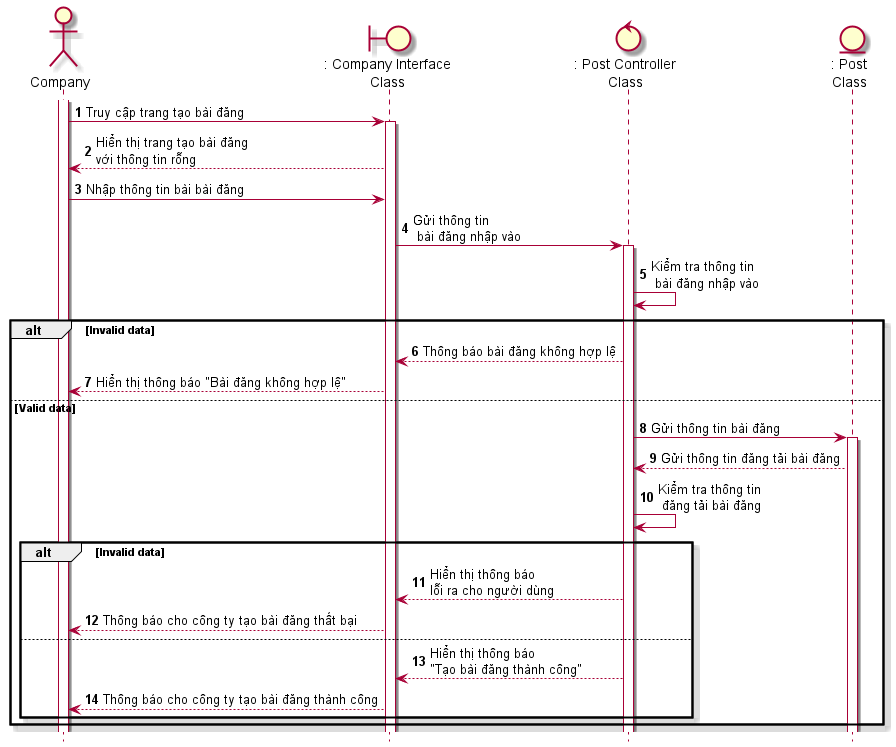 Company
: Company Interface
Class
: Post Controller
Class
: Post
Class
1 Truy cập trang tạo bài đăng
2 Hiển thị trang tạo bài đăng
với thông tin rỗng
3 Nhập thông tin bài bài đăng
4 Gửi thông tin
bài đăng nhập vào
5 Kiểm tra thông tin
bài đăng nhập vào
alt [Invalid data]
6 Thông báo bài đăng không hợp lệ
7 Hiển thị thông báo "Bài đăng không hợp lệ"
[Valid data]
8 Gửi thông tin bài đăng
9 Gửi thông tin đăng tải bài đăng
10 Kiểm tra thông tin
đăng tải bài đăng
alt [Invalid data]
11 Hiển thị thông báo
lỗi ra cho người dùng
12 Thông báo cho công ty tạo bài đăng thất bại
13 Hiển thị thông báo
"Tạo bài đăng thành công"
14 Thông báo cho công ty tạo bài đăng thành công